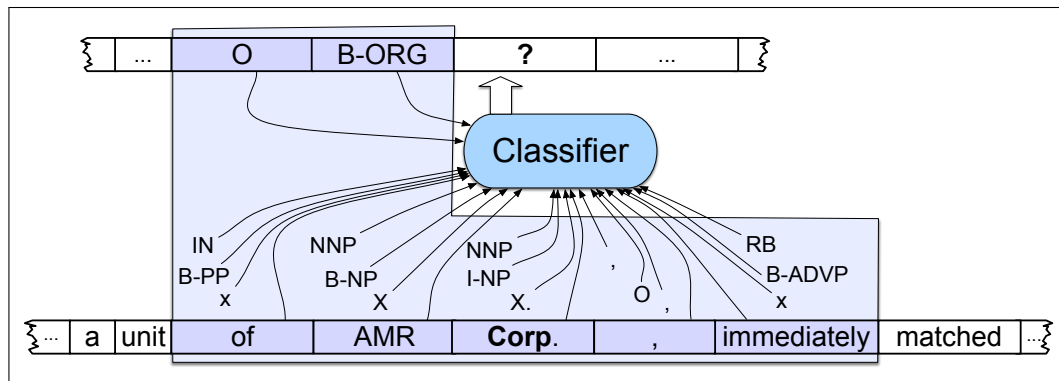 ... O B-ORG ? ...
Classifier
IN NNP NNP , RB
B-PP B-NP I-NP B-ADVP
x X X. O , x
... a unit of AMR Corp. , immediately matched ...